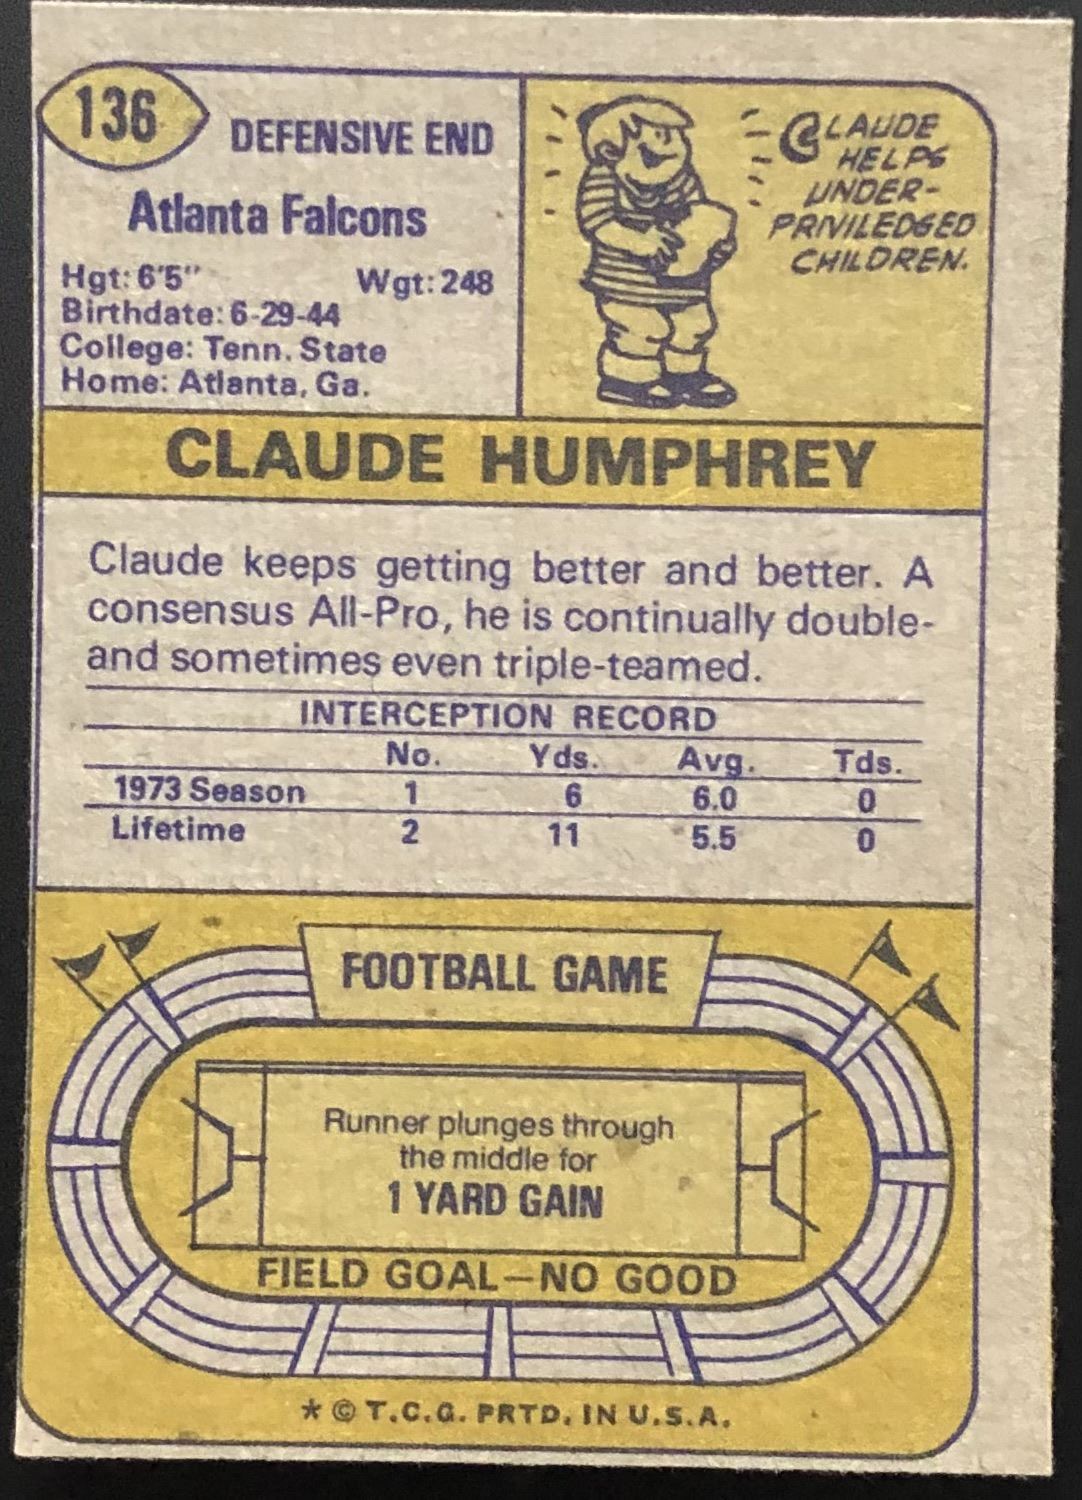 136
DEFENSIVE END
Atlanta Falcons
Hgt: 6'5" Wgt: 248
Birthdate: 6-29-44
College: Tenn. State
Home: Atlanta, Ga.
CLAUDE
HELPS
UNDER-
PRIVILEDGED
CHILDREN.
CLAUDE HUMPHREY
Claude keeps getting better and better. A
consensus All-Pro, he is continually double-
and sometimes even triple-teamed.
INTERCEPTION RECORD
No. Yds. Avg. Tds.
1973 Season 1 6 6.0 0
Lifetime 2 11 5.5 0
FOOTBALL GAME
Runner plunges through
the middle for
1 YARD GAIN
FIELD GOAL—NO GOOD
* © T.C.G. PRTD. IN U.S.A.